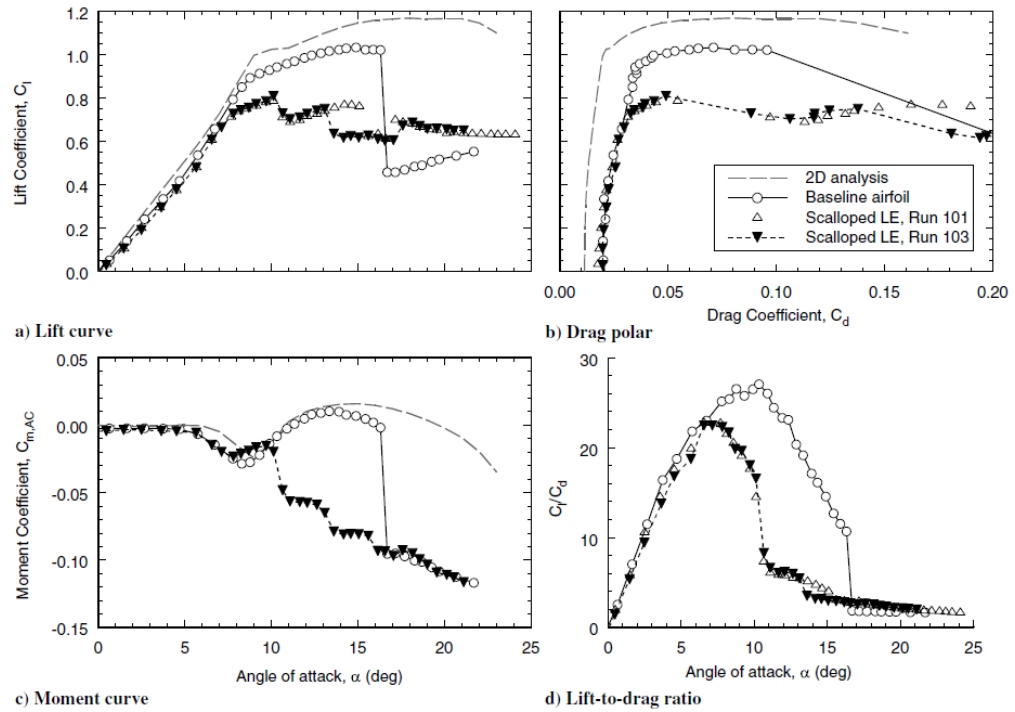 1.2
1.0
0.8
0.6
0.4
0.2
0.0
Lift Coefficient, Cl
a) Lift curve
2D analysis
Baseline airfoil
Scalloped LE, Run 101
Scalloped LE, Run 103
0.00 0.05 0.10 0.15 0.20
Drag Coefficient, Cd
b) Drag polar
0.05
0.00
-0.05
-0.10
-0.15
Moment Coefficient, Cm,AC
0 5 10 15 20 25
Angle of attack, α (deg)
c) Moment curve
30
24
18
12
6
0
Cl/Cd
0 5 10 15 20 25
Angle of attack, α (deg)
d) Lift-to-drag ratio